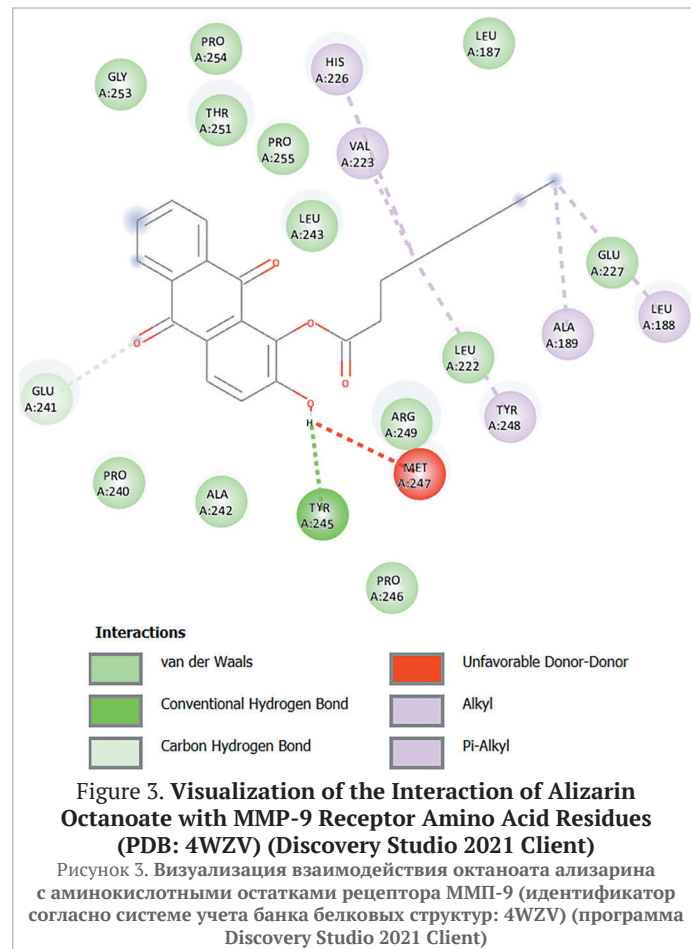 PRO
A:254
LEU
A:187
HIS
A:226
GLY
A:253
THR
A:251
PRO
A:255
VAL
A:223
LEU
A:243
GLU
A:227
LEU
A:188
ALA
A:189
O
O
O
O
O
H
LEU
A:222
TYR
A:248
GLU
A:241
ARG
A:249
MET
A:247
PRO
A:240
ALA
A:242
TYR
A:245
PRO
A:246
Interactions
van der Waals
Conventional Hydrogen Bond
Carbon Hydrogen Bond
Unfavorable Donor-Donor
Alkyl
Pi-Alkyl
Figure 3. Visualization of the Interaction of Alizarin
Octanoate with MMP-9 Receptor Amino Acid Residues
(PDB: 4WZV) (Discovery Studio 2021 Client)
Рисунок 3. Визуализация взаимодействия октаноата ализарина
с аминокислотными остатками рецептора ММП-9 (идентификатор
согласно системе учета банка белковых структур: 4WZV) (программа
Discovery Studio 2021 Client)